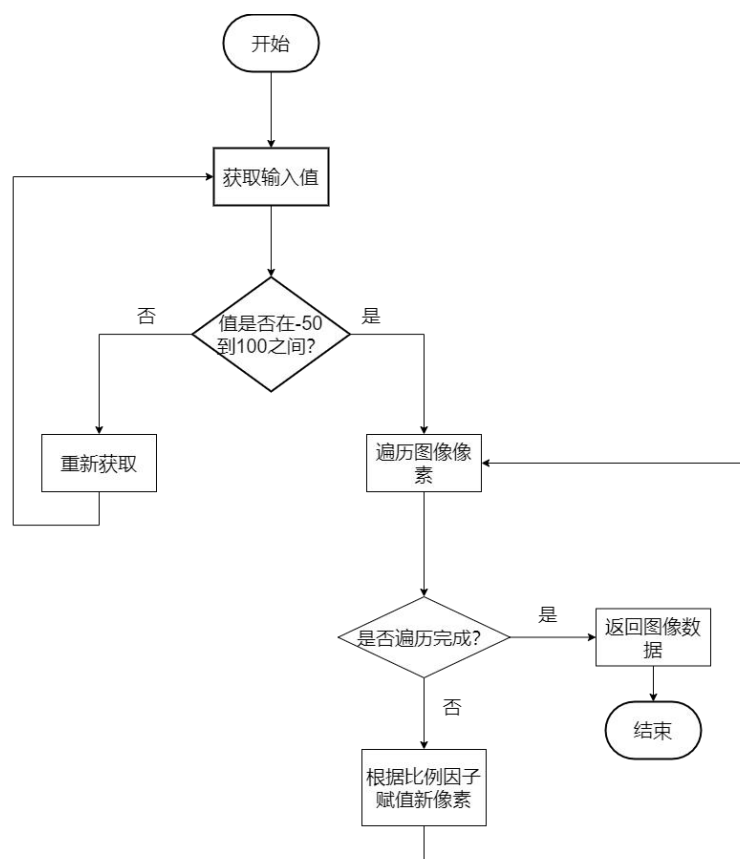 开始
获取输入值
否
值是否在-50
到100之间?
是
重新获取
遍历图像像
素
是否遍历完成?
是
返回图像数
据
否
结束
根据比例因子
赋值新像素